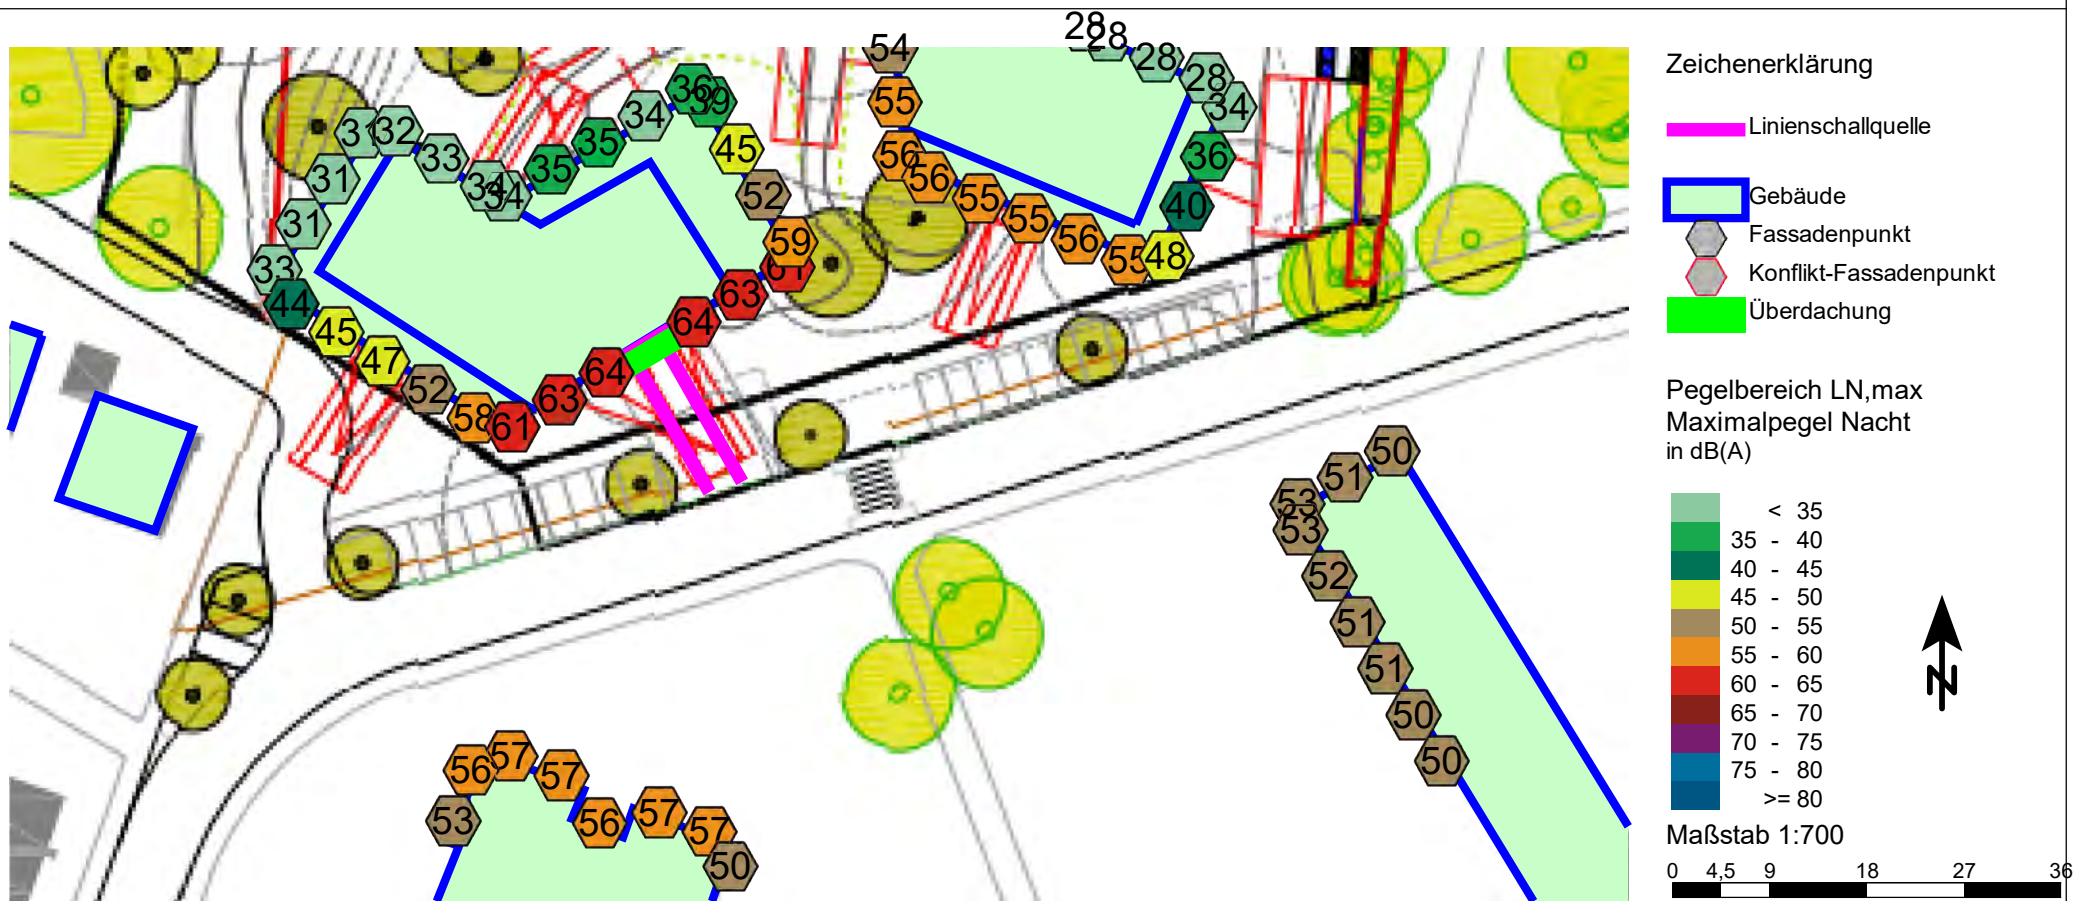 28
28
28
28
34
54
55
56
56
55
55
56
55
48
40
36
36
39
34
35
35
45
52
59
61
63
64
64
63
61
58
52
47
45
44
33
31
31
31
32
33
34
34
50
51
53
53
52
51
51
50
50
56
57
57
56
57
57
53
50
Zeichenerklärung
Linienschallquelle
Gebäude
Fassadenpunkt
Konflikt-Fassadenpunkt
Überdachung
Pegelbereich LN,max
Maximalpegel Nacht
in dB(A)
< 35
35 - 40
40 - 45
45 - 50
50 - 55
55 - 60
60 - 65
65 - 70
70 - 75
75 - 80
>= 80
N
Maßstab 1:700
0 4,5 9 18 27 36